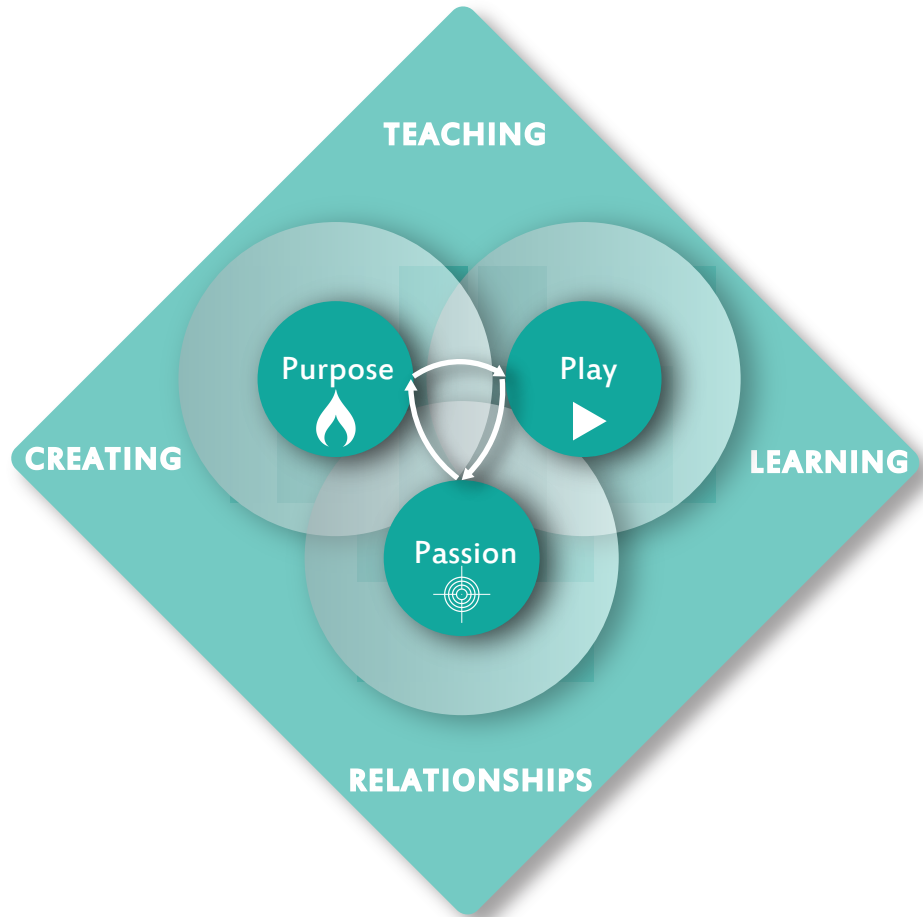 TEACHING
Purpose
Play
CREATING
LEARNING
Passion
RELATIONSHIPS